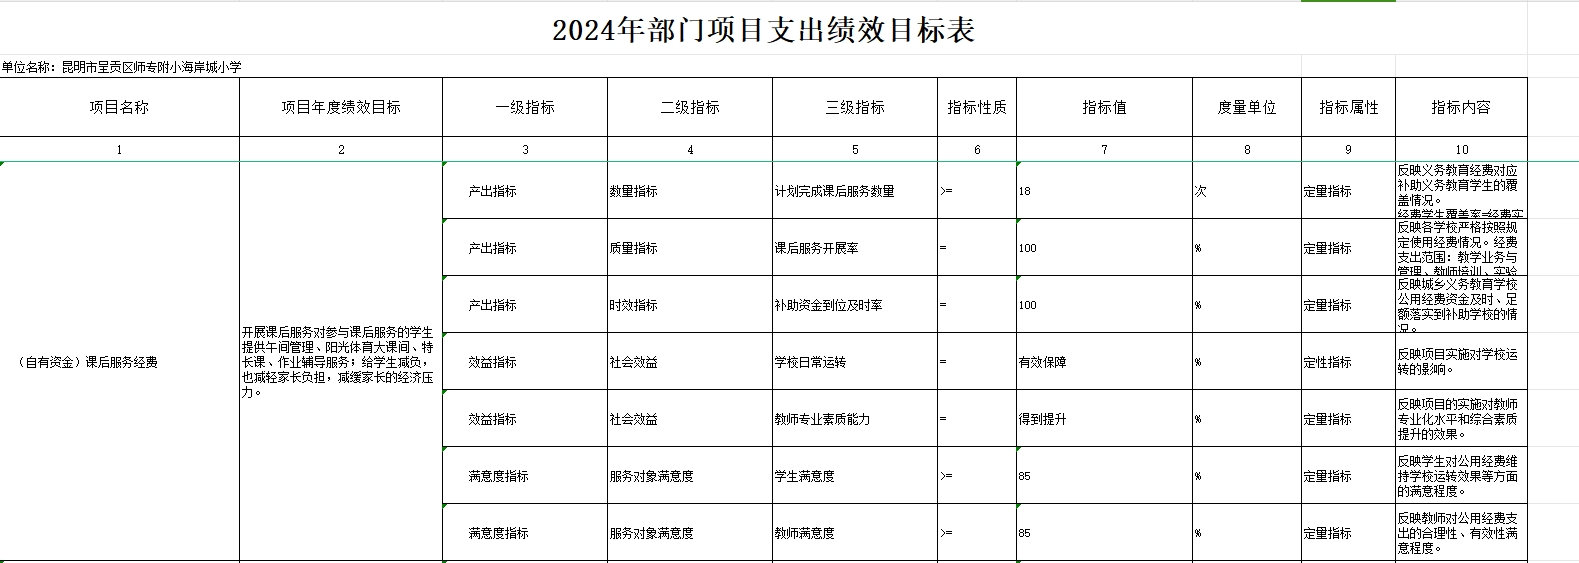 2024年部门项目支出绩效目标表
单位名称：昆明市呈贡区师专附小海岸城小学
项目名称 项目年度绩效目标 一级指标 二级指标 三级指标 指标性质 指标值 度量单位 指标属性 指标内容
1 2 3 4 5 6 7 8 9 10
（自有资金）课后服务经费
开展课后服务对参与课后服务的学生
提供午间管理、阳光体育大课间、特
长课、作业辅导服务；给学生减负，
也减轻家长负担，减缓家长的经济压
力。
产出指标 数量指标 计划完成课后服务数量 >= 18 次 定量指标
反映义务教育经费对应
补助义务教育学生的覆
盖情况。
经费学生覆盖率=经费实
产出指标 质量指标 课后服务开展率 = 100 % 定量指标
反映各学校严格按照规
定使用经费情况。经费
支出范围：教学业务与
管理、教师培训、实验
产出指标 时效指标 补助资金到位及时率 = 100 % 定量指标
反映城乡义务教育学校
公用经费资金及时、足
额落实到补助学校的情
况。
效益指标 社会效益 学校日常运转 = 有效保障 % 定性指标
反映项目实施对学校运
转的影响。
效益指标 社会效益 教师专业素质能力 = 得到提升 % 定量指标
反映项目的实施对教师
专业化水平和综合素质
提升的效果。
满意度指标 服务对象满意度 学生满意度 >= 85 % 定量指标
反映学生对公用经费维
持学校运转效果等方面
的满意程度。
满意度指标 服务对象满意度 教师满意度 >= 85 % 定量指标
反映教师对公用经费支
出的合理性、有效性满
意程度。